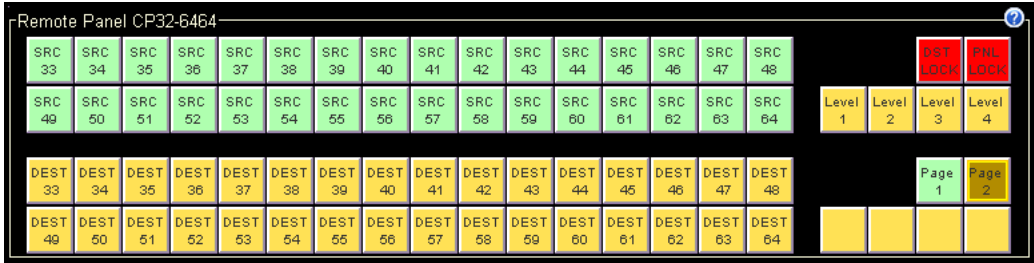 Remote Panel CP32-6464 ?
SRC 33 SRC 34 SRC 35 SRC 36 SRC 37 SRC 38 SRC 39 SRC 40 SRC 41 SRC 42 SRC 43 SRC 44 SRC 45 SRC 46 SRC 47 SRC 48 DST LOCK PNL LOCK
SRC 49 SRC 50 SRC 51 SRC 52 SRC 53 SRC 54 SRC 55 SRC 56 SRC 57 SRC 58 SRC 59 SRC 60 SRC 61 SRC 62 SRC 63 SRC 64 Level 1 Level 2 Level 3 Level 4
DEST 33 DEST 34 DEST 35 DEST 36 DEST 37 DEST 38 DEST 39 DEST 40 DEST 41 DEST 42 DEST 43 DEST 44 DEST 45 DEST 46 DEST 47 DEST 48 Page 1 Page 2
DEST 49 DEST 50 DEST 51 DEST 52 DEST 53 DEST 54 DEST 55 DEST 56 DEST 57 DEST 58 DEST 59 DEST 60 DEST 61 DEST 62 DEST 63 DEST 64